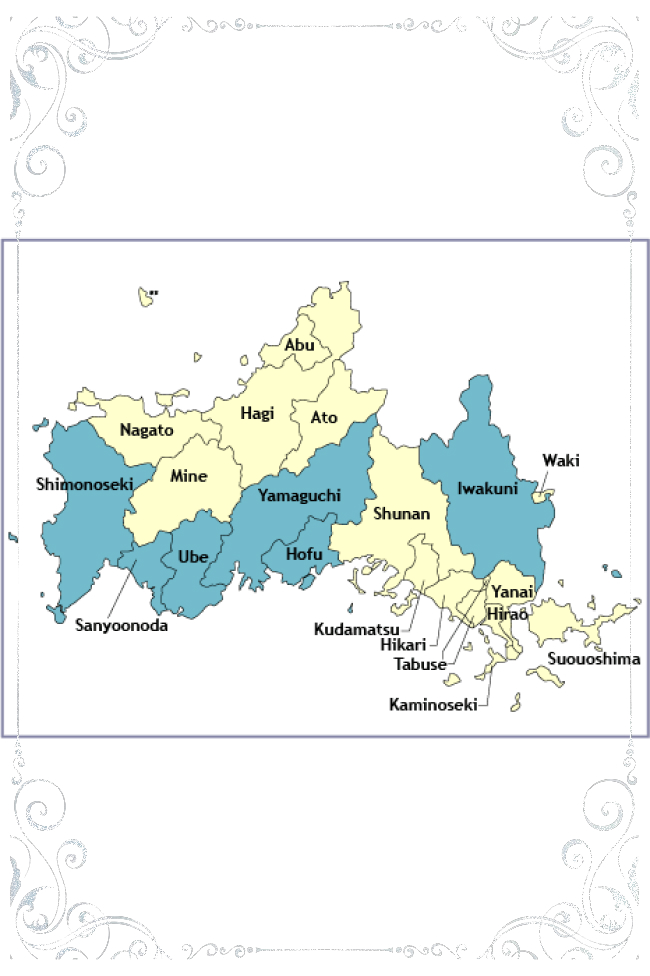 Abu
Hagi
Ato
Nagato
Mine
Shimonoseki
Yamaguchi
Waki
Iwakuni
Shunan
Ube
Hofu
Yanai
Hirao
Sanyoonoda
Kudamatsu
Hikari
Tabuse
Suouoshima
Kaminoseki